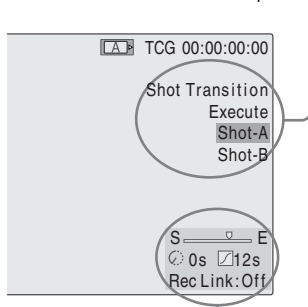 A TCG 00:00:00:00
Shot Transition
Execute
Shot-A
Shot-B
S E
0s 12s
Rec Link:Off